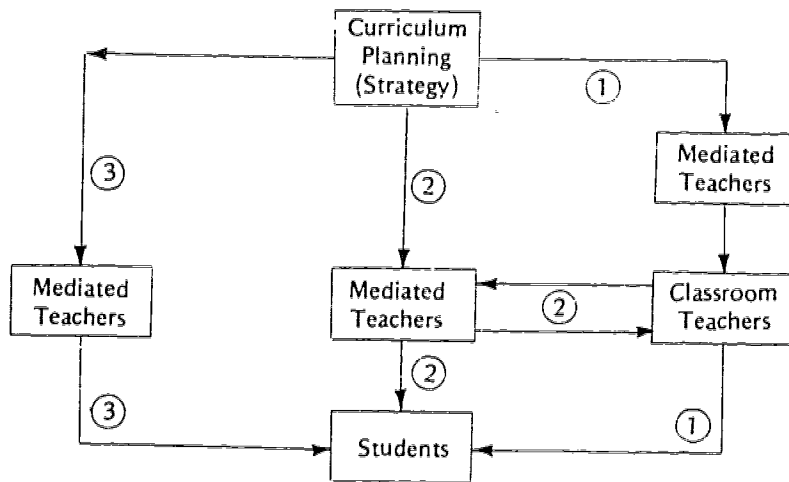 Curriculum
Planning
(Strategy)
1
Mediated
Teachers
3
2
Mediated
Teachers
Mediated
Teachers
2
Classroom
Teachers
3
2
1
Students